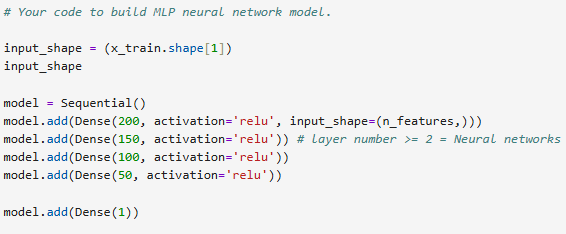 # Your code to build MLP neural network model.
input_shape = (x_train.shape[1])
input_shape
model = Sequential()
model.add(Dense(200, activation='relu', input_shape=(n_features,)))
model.add(Dense(150, activation='relu')) # layer number >= 2 = Neural networks
model.add(Dense(100, activation='relu'))
model.add(Dense(50, activation='relu'))
model.add(Dense(1))